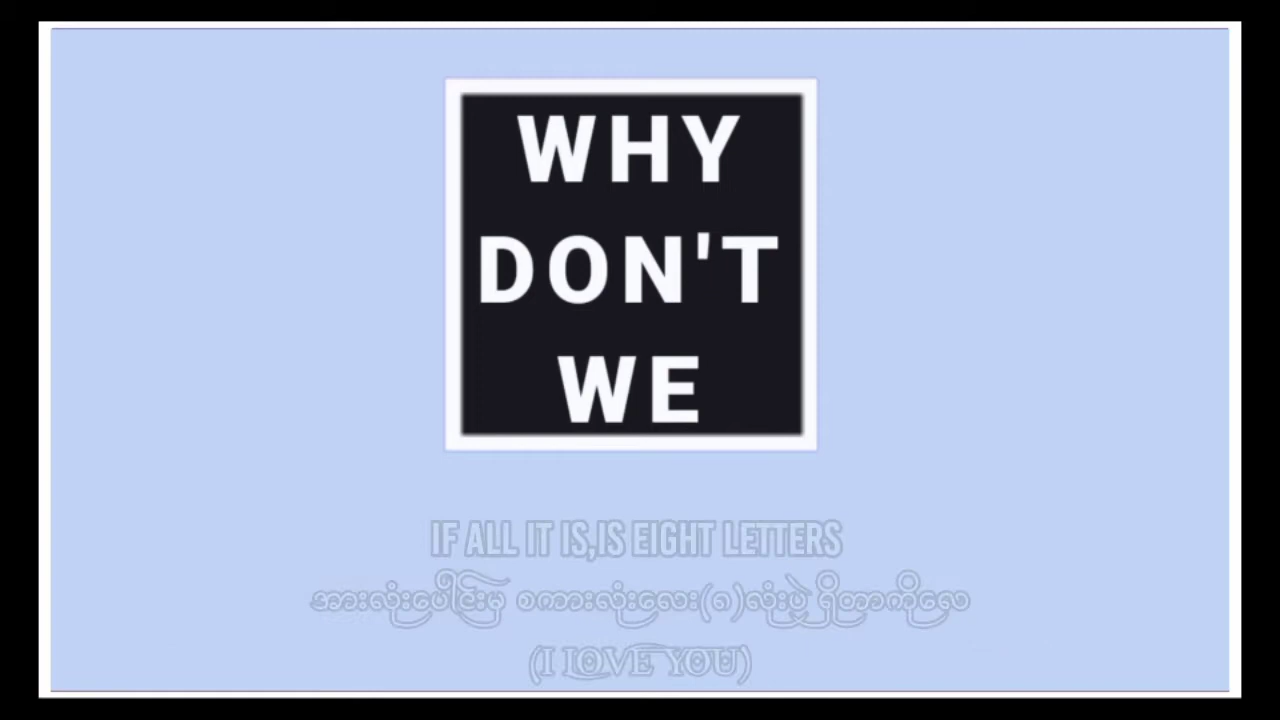 WHY
DON'T
WE
IF ALL IT IS,IS EIGHT LETTERS
အားလုံးပေါင်းမှ စကားလုံးလေး(၈)လုံးပဲ ရှိတာကိုလေ
(I LOVE YOU)